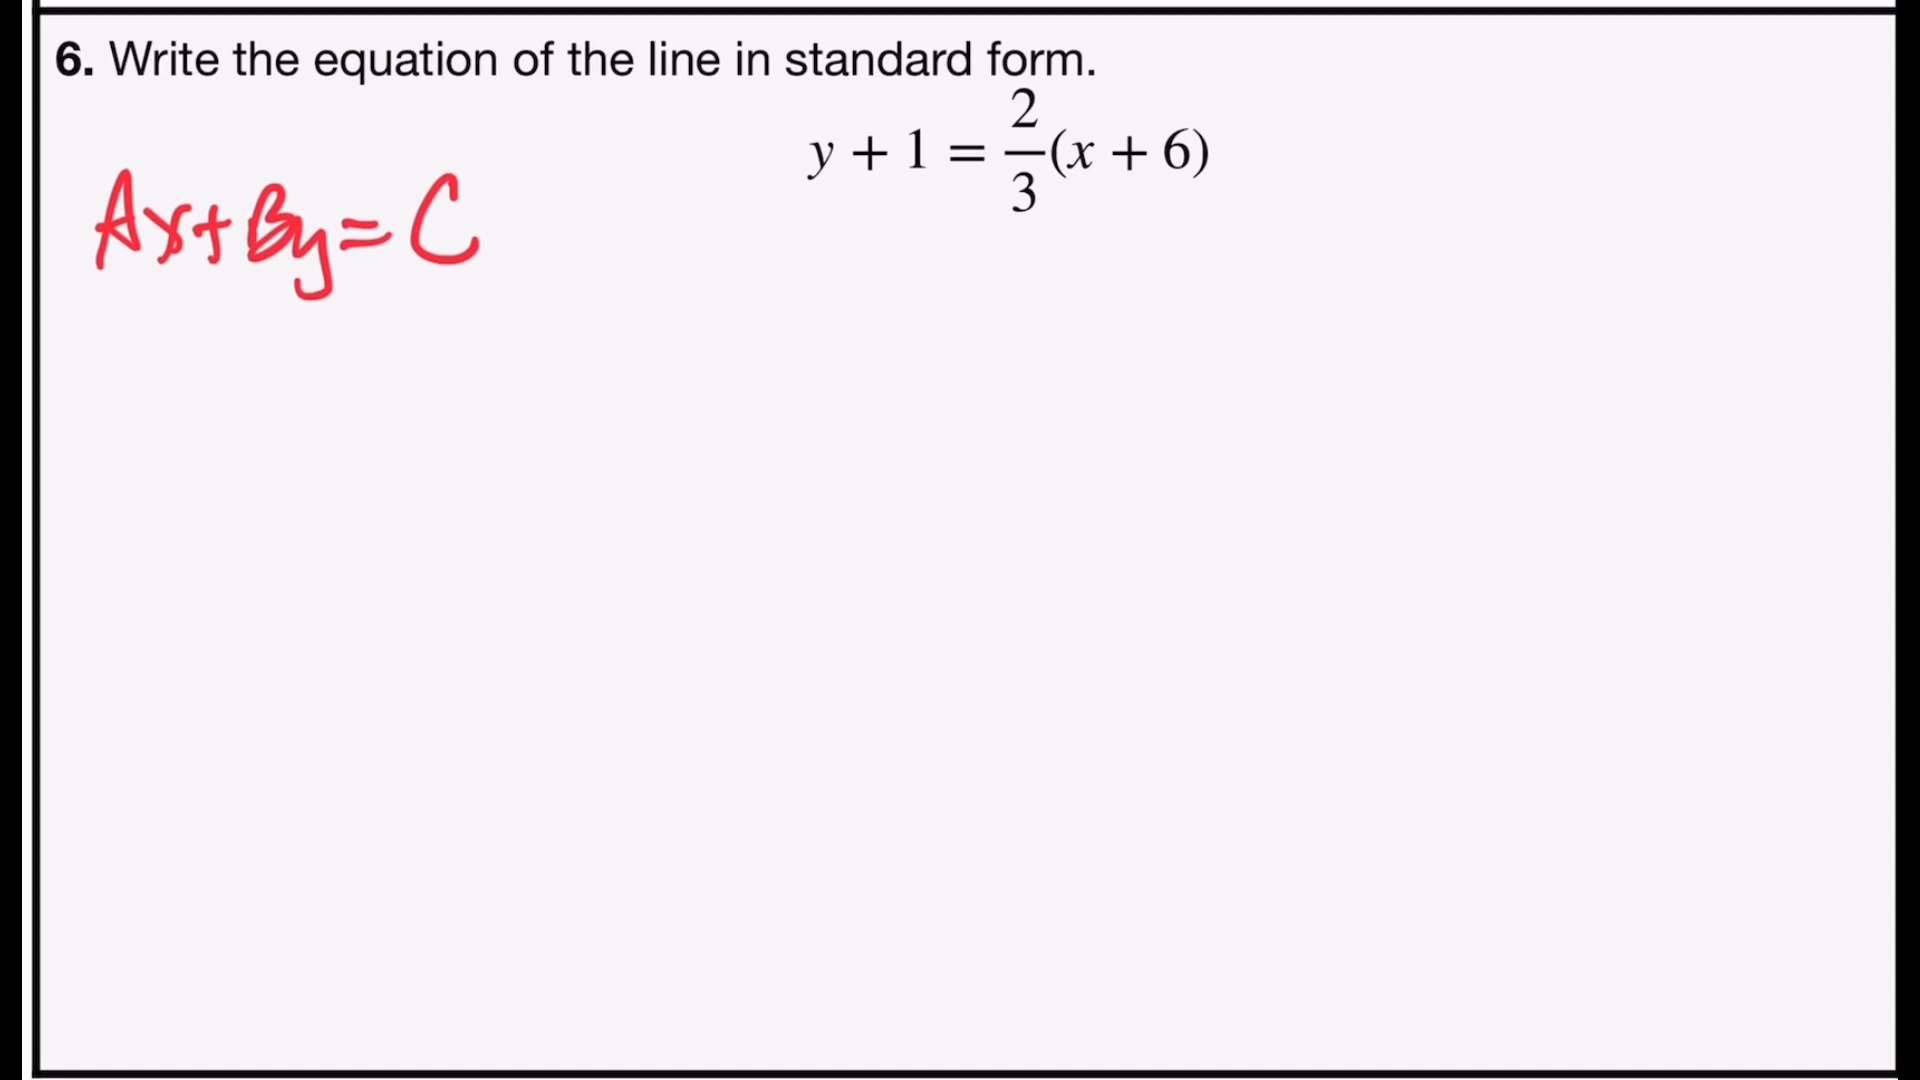 6. Write the equation of the line in standard form.
y + 1 = 2/3(x + 6)
Ax+By=C